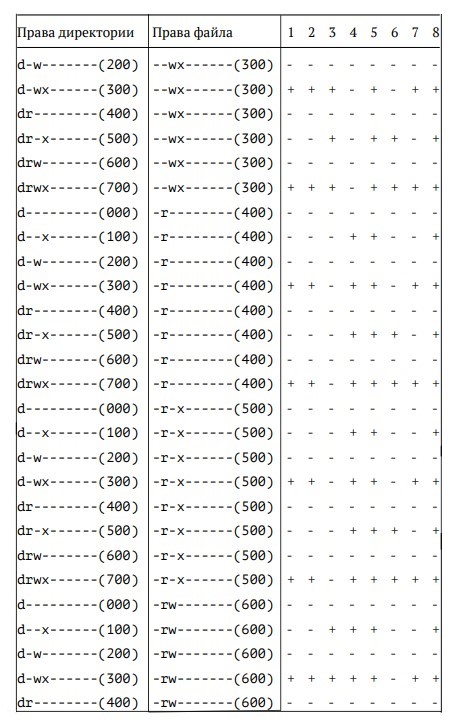 Права директории Права файла 1 2 3 4 5 6 7 8
d-w-------(200) --wx------(300) - - - - - - - -
d-wx------(300) --wx------(300) + + + - + - + +
dr--------(400) --wx------(300) - - - - - - - -
dr-x------(500) --wx------(300) - - + - + + - +
drw-------(600) --wx------(300) - - - - - - - -
drwx------(700) --wx------(300) + + + - + + + +
d---------(000) -r--------(400) - - - - - - - -
d--x------(100) -r--------(400) - - - + + - - +
d-w-------(200) -r--------(400) - - - - - - - -
d-wx------(300) -r--------(400) + + - + + - + +
dr--------(400) -r--------(400) - - - - - - - -
dr-x------(500) -r--------(400) - - - + + + - +
drw-------(600) -r--------(400) - - - - - - - -
drwx------(700) -r--------(400) + + - + + + + +
d---------(000) -r-x------(500) - - - - - - - -
d--x------(100) -r-x------(500) - - - + + - - +
d-w-------(200) -r-x------(500) - - - - - - - -
d-wx------(300) -r-x------(500) + + - + + - + +
dr--------(400) -r-x------(500) - - - - - - - -
dr-x------(500) -r-x------(500) - - - + + + - +
drw-------(600) -r-x------(500) - - - - - - - -
drwx------(700) -r-x------(500) + + - + + + + +
d---------(000) -rw-------(600) - - - - - - - -
d--x------(100) -rw-------(600) - - + + + - - +
d-w-------(200) -rw-------(600) - - - - - - - -
d-wx------(300) -rw-------(600) + + + + + - + +
dr--------(400) -rw-------(600) - - - - - - - -